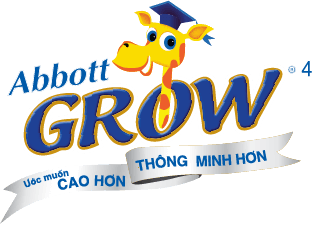 Abbott
GROW ® 4
Ước muốn CAO HƠN THÔNG MINH HƠN